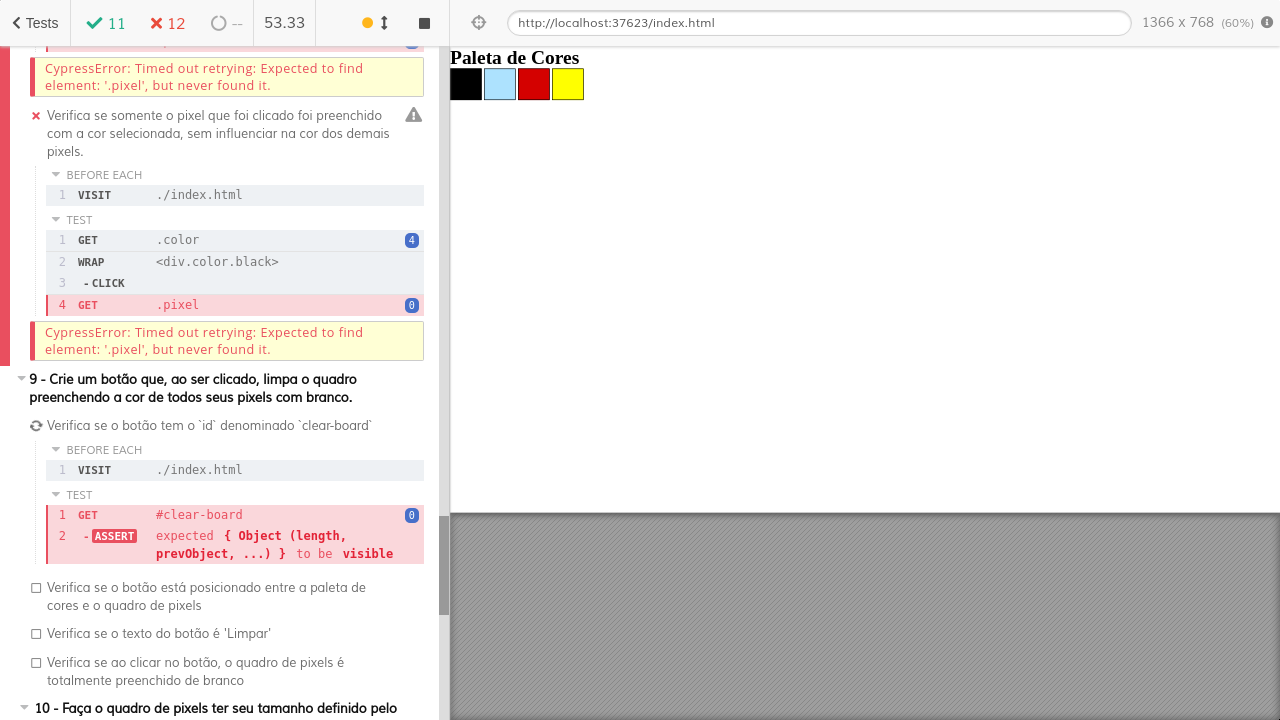 Tests
11
12
--
53.33
http://localhost:37623/index.html
1366 x 768 (60%)
CypressError: Timed out retrying: Expected to find
element: '.pixel', but never found it.
Verifica se somente o pixel que foi clicado foi preenchido
com a cor selecionada, sem influenciar na cor dos demais
pixels.
BEFORE EACH
1 VISIT ./index.html
TEST
1 GET .color 4
2 WRAP <div.color.black>
3 -CLICK
4 GET .pixel 0
CypressError: Timed out retrying: Expected to find
element: '.pixel', but never found it.
9 - Crie um botão que, ao ser clicado, limpa o quadro
preenchendo a cor de todos seus pixels com branco.
Verifica se o botão tem o `id` denominado `clear-board`
BEFORE EACH
1 VISIT ./index.html
TEST
1 GET #clear-board 0
2 -ASSERT expected { Object (length,
prevObject, ...) } to be visible
Verifica se o botão está posicionado entre a paleta de
cores e o quadro de pixels
Verifica se o texto do botão é 'Limpar'
Verifica se ao clicar no botão, o quadro de pixels é
totalmente preenchido de branco
10 - Faça o quadro de pixels ter seu tamanho definido pelo
Paleta de Cores